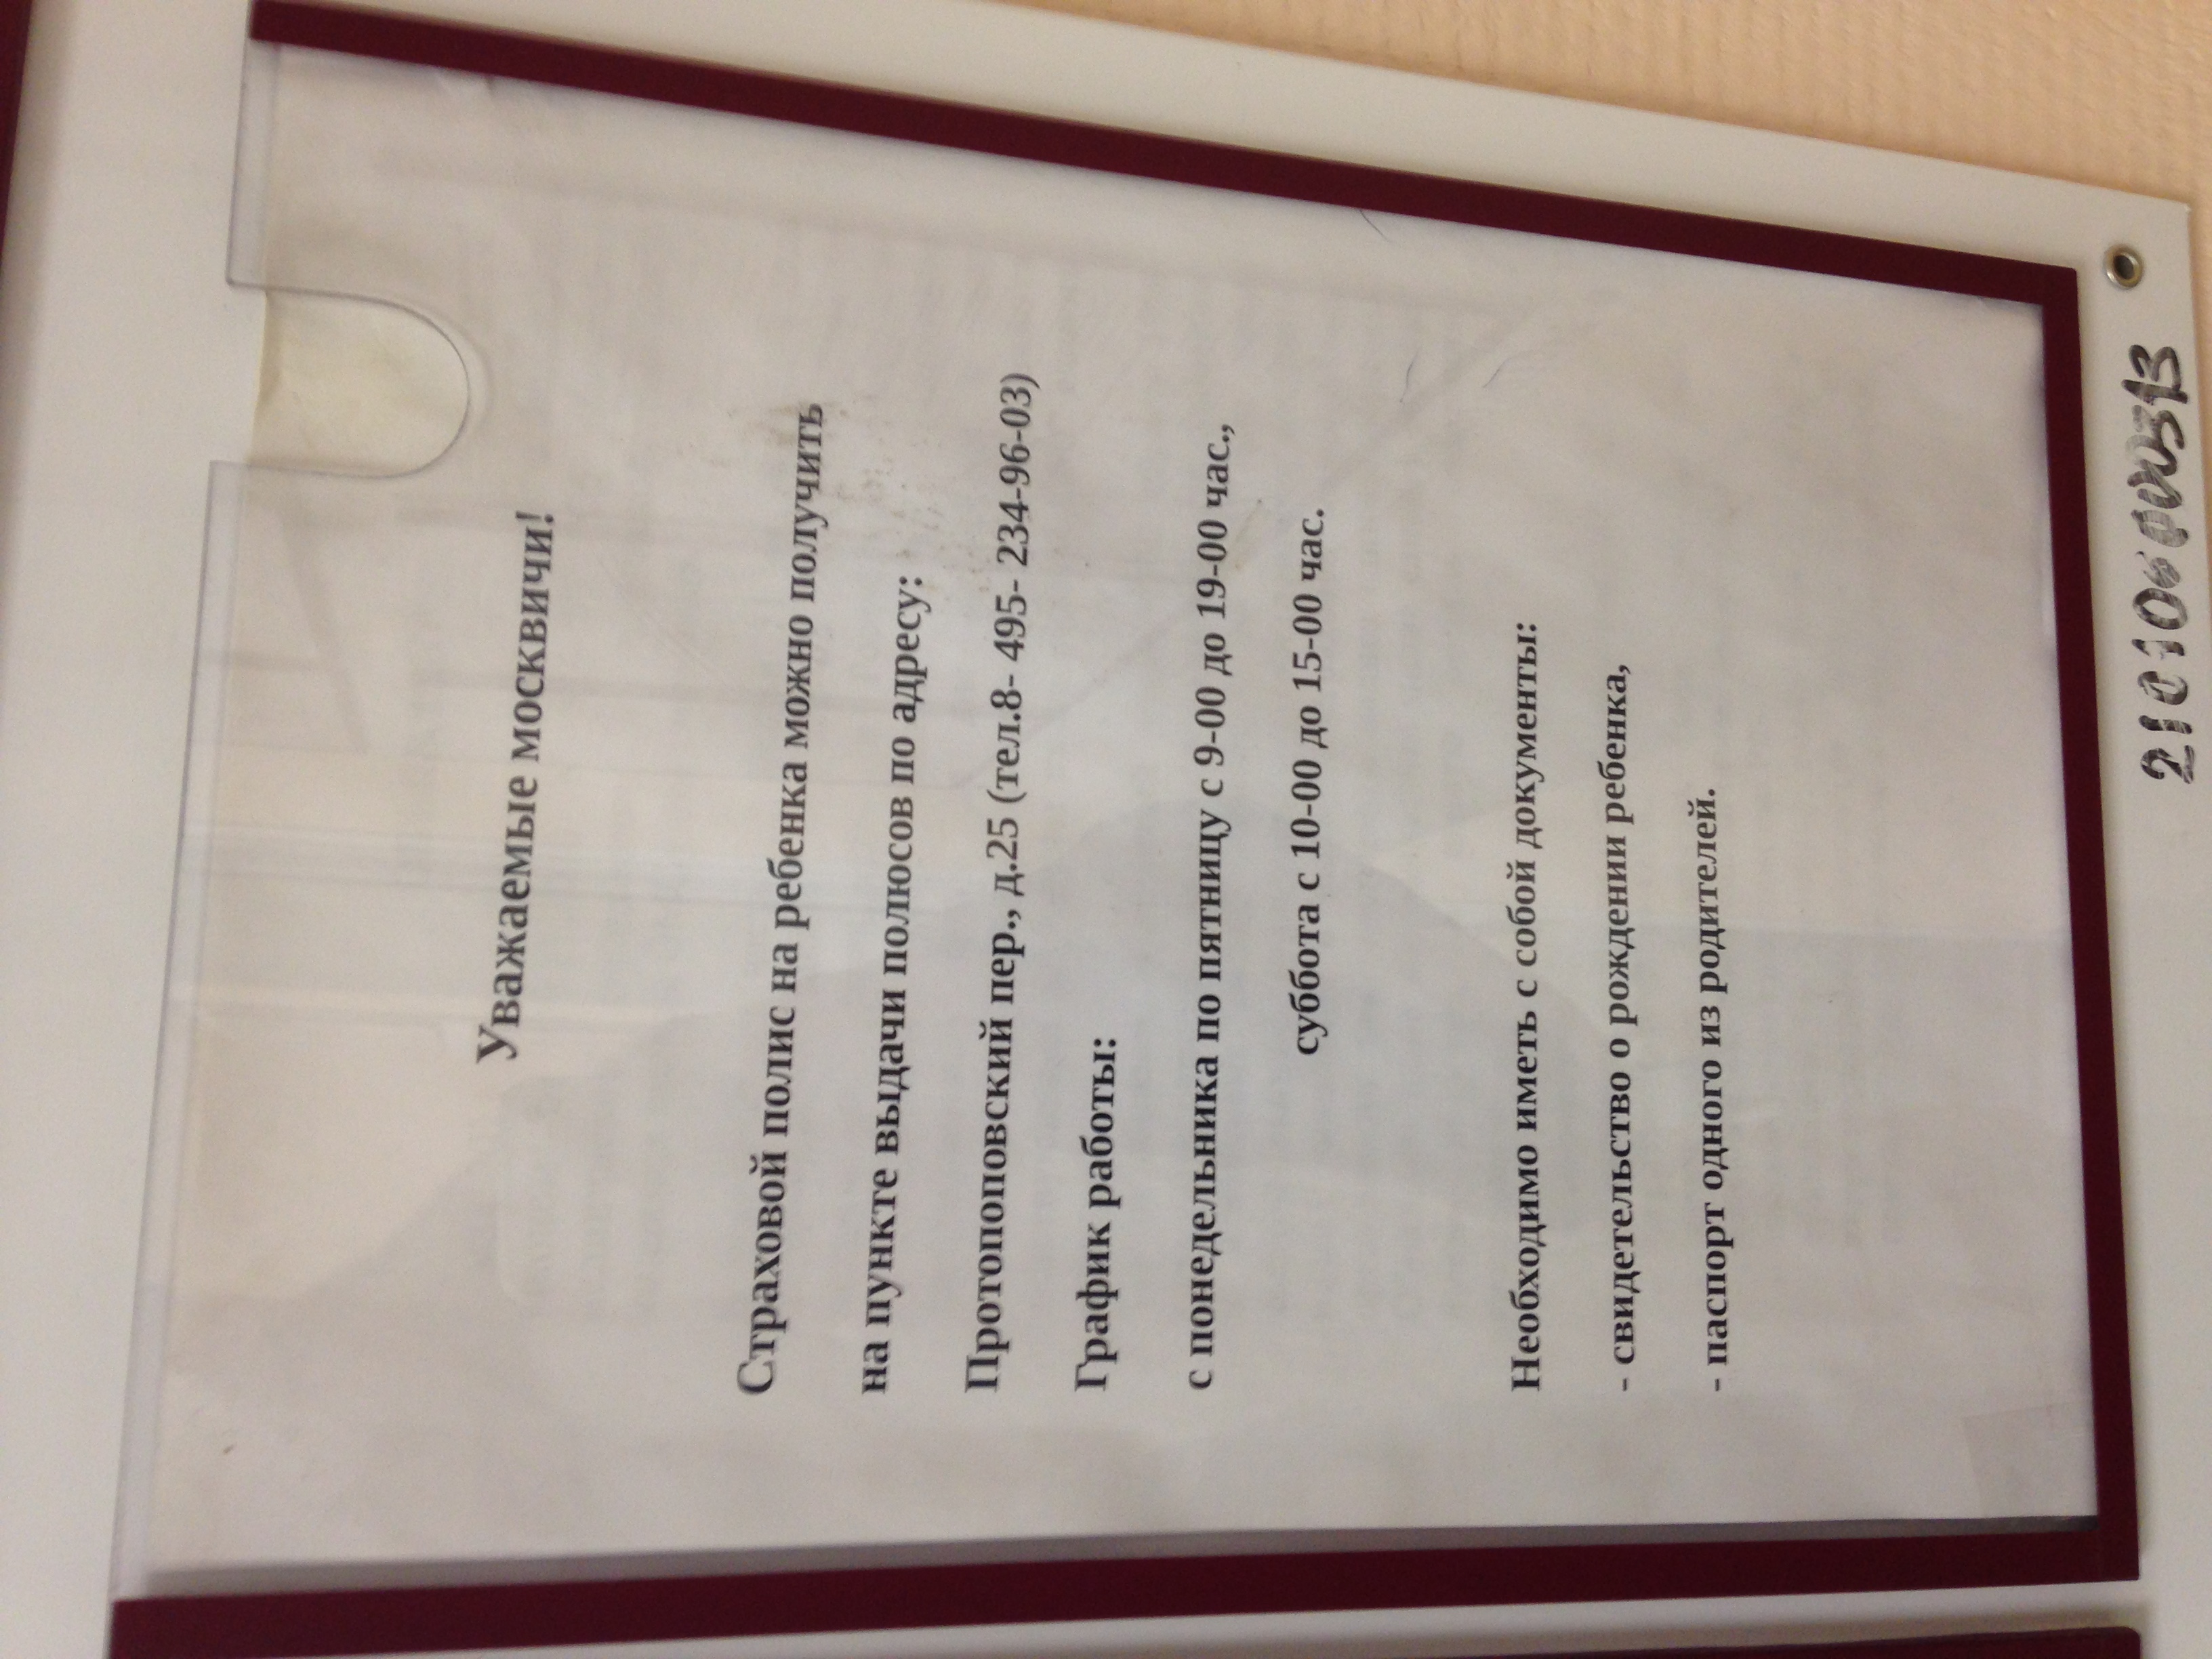 Уважаемые москвичи!
Страховой полис на ребенка можно получить
на пункте выдачи полюсов по адресу:
Протопоповский пер., д.25 (тел.8- 495- 234-96-03)
График работы:
с понедельника по пятницу с 9-00 до 19-00 час.,
суббота с 10-00 до 15-00 час.
Необходимо иметь с собой документы:
- свидетельство о рождении ребенка,
- паспорт одного из родителей.